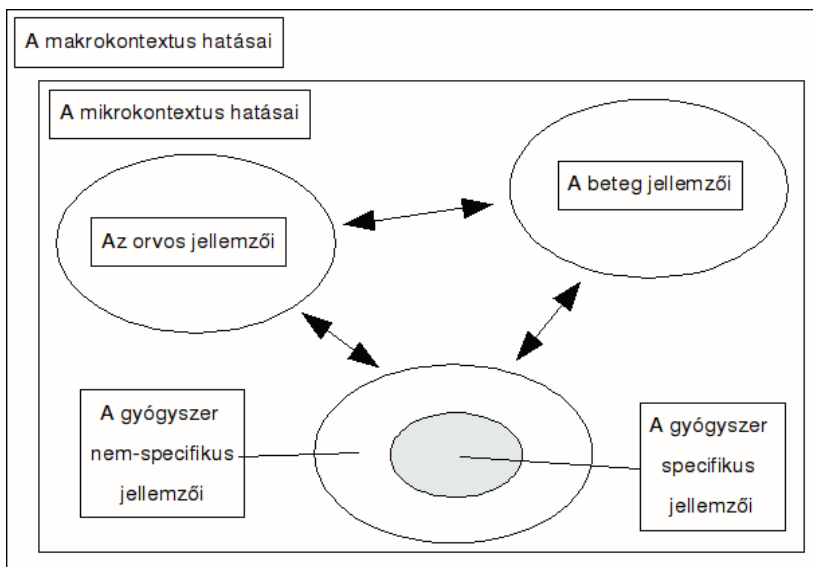 A makrokontextus hatásai
A mikrokontextus hatásai
A beteg jellemzői
Az orvos jellemzői
A gyógyszer
nem-specifikus
jellemzői
A gyógyszer
specifikus
jellemzői